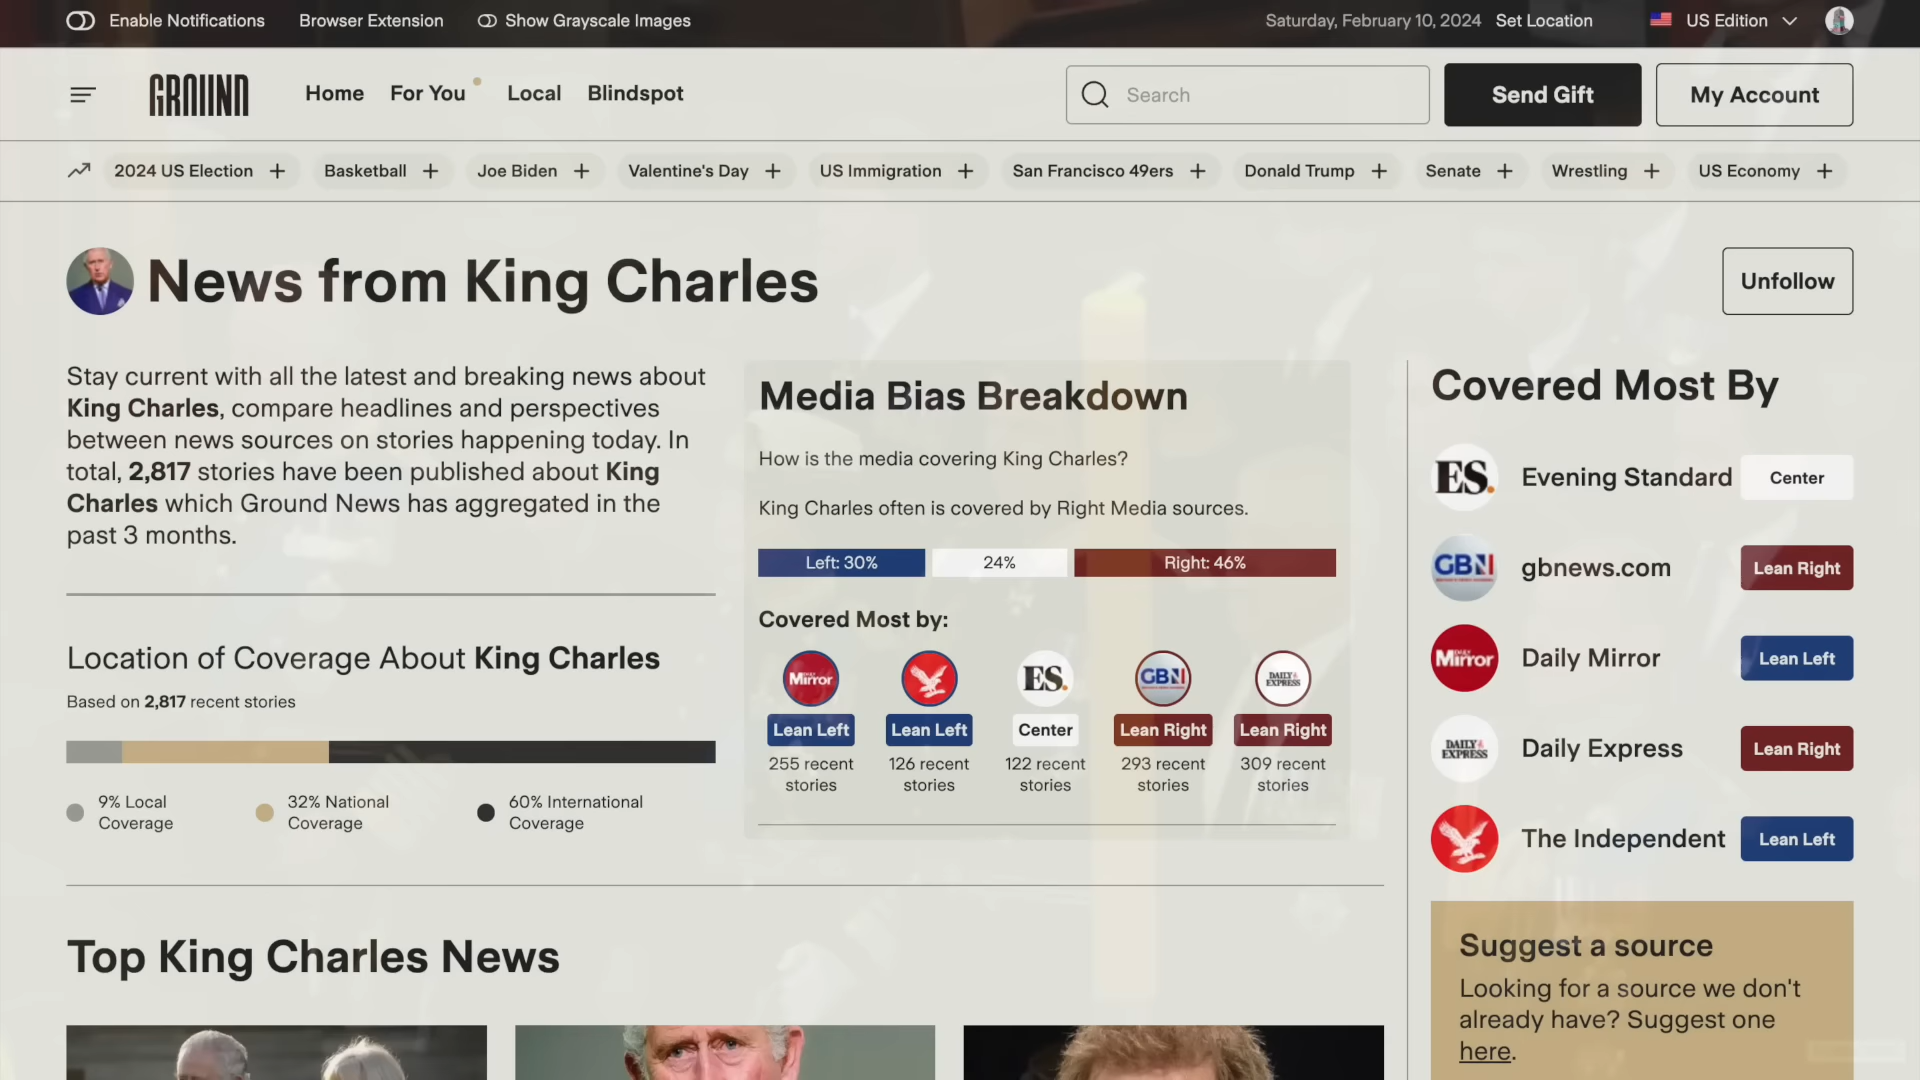 Enable Notifications
Browser Extension
Show Grayscale Images
Saturday, February 10, 2024
Set Location
US Edition
GROUND
Home
For You
Local
Blindspot
Search
Send Gift
My Account
2024 US Election +
Basketball +
Joe Biden +
Valentine's Day +
US Immigration +
San Francisco 49ers +
Donald Trump +
Senate +
Wrestling +
US Economy +
News from King Charles
Unfollow
Stay current with all the latest and breaking news about
King Charles, compare headlines and perspectives
between news sources on stories happening today. In
total, 2,817 stories have been published about King
Charles which Ground News has aggregated in the
past 3 months.
Location of Coverage About King Charles
Based on 2,817 recent stories
9% Local
Coverage
32% National
Coverage
60% International
Coverage
Media Bias Breakdown
How is the media covering King Charles?
King Charles often is covered by Right Media sources.
Left: 30%
24%
Right: 46%
Covered Most by:
Mirror
ES.
GBN
DAILY EXPRESS
Lean Left
Lean Left
Center
Lean Right
Lean Right
255 recent
stories
126 recent
stories
122 recent
stories
293 recent
stories
309 recent
stories
Covered Most By
ES.
Evening Standard
Center
GBN
gbnews.com
Lean Right
Mirror
Daily Mirror
Lean Left
DAILY EXPRESS
Daily Express
Lean Right
The Independent
Lean Left
Suggest a source
Looking for a source we don't
already have? Suggest one
here.
Top King Charles News